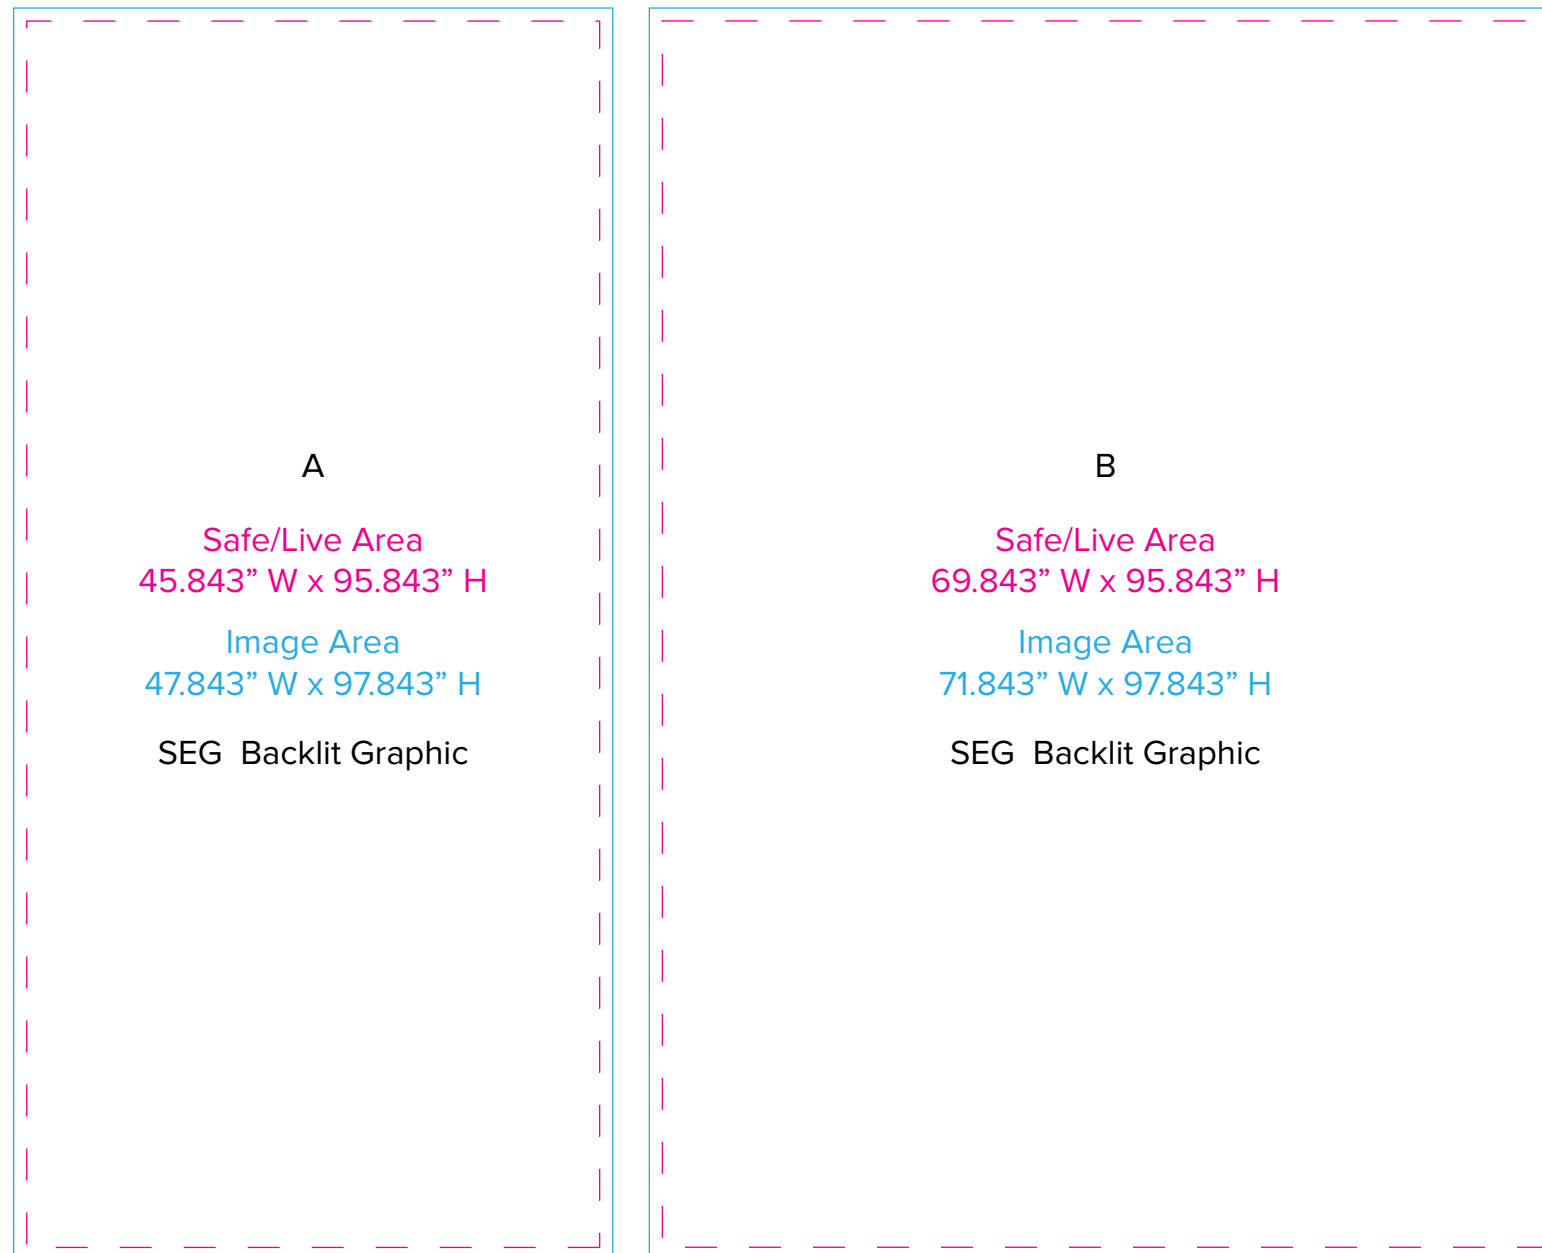 A
Safe/Live Area
45.843” W x 95.843” H
Image Area
47.843” W x 97.843” H
SEG  Backlit Graphic
B
Safe/Live Area
69.843” W x 95.843” H
Image Area
71.843” W x 97.843” H
SEG  Backlit Graphic